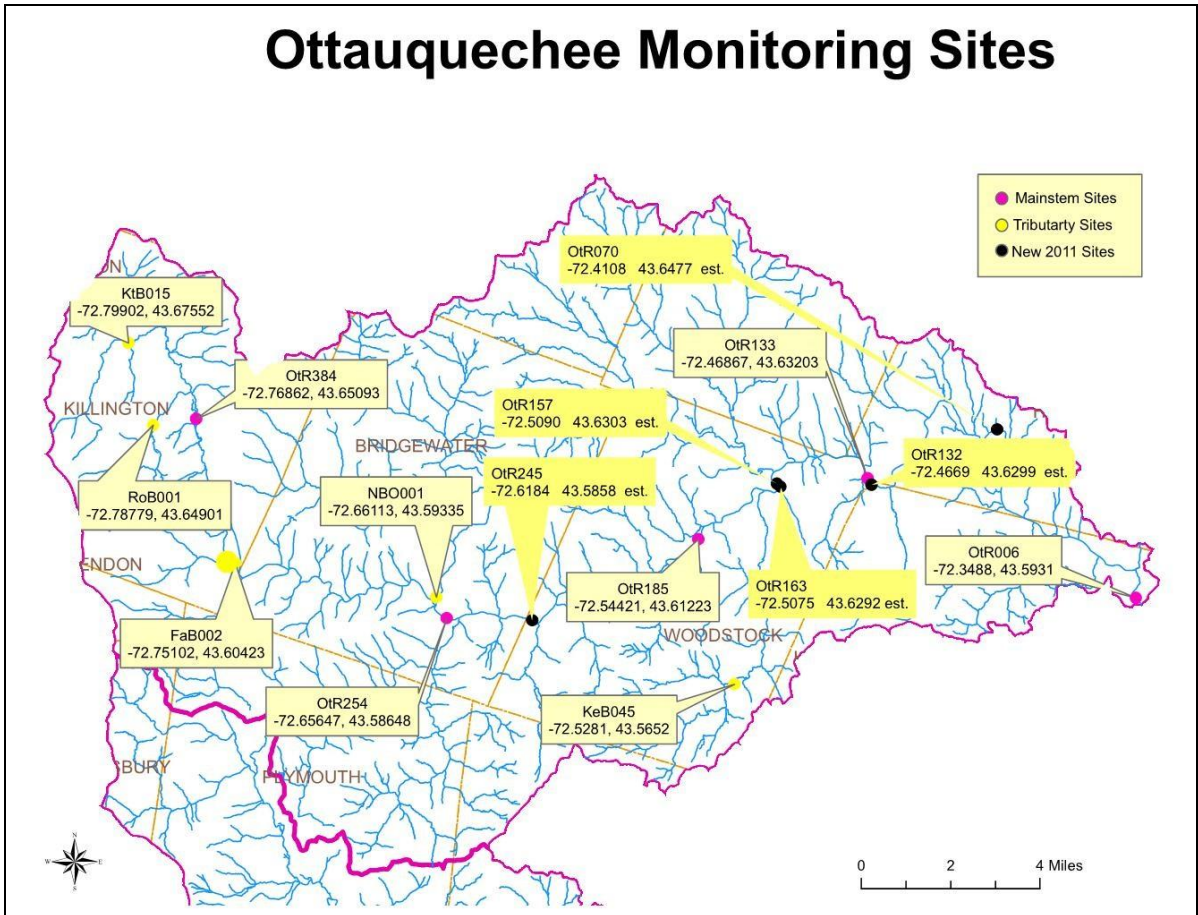 Ottauquechee Monitoring Sites
Mainstem Sites
Tributarty Sites
New 2011 Sites
OtR070
-72.4108 43.6477 est.
ON
KtB015
-72.79902, 43.67552
OtR133
-72.46867, 43.63203
OtR384
-72.76862, 43.65093
KILLINGTON
OtR157
-72.5090 43.6303 est.
BRIDGEWATER
OtR132
-72.4669 43.6299 est.
OtR245
-72.6184 43.5858 est.
RoB001
-72.78779, 43.64901
NBO001
-72.66113, 43.59335
OtR006
-72.3488, 43.5931
ENDON
OtR185
-72.54421, 43.61223
OtR163
-72.5075 43.6292 est.
WOODSTOCK
FaB002
-72.75102, 43.60423
OtR254
-72.65647, 43.58648
KeB045
-72.5281, 43.5652
SBURY
PLYMOUTH
N
W E
S
0 2 4 Miles